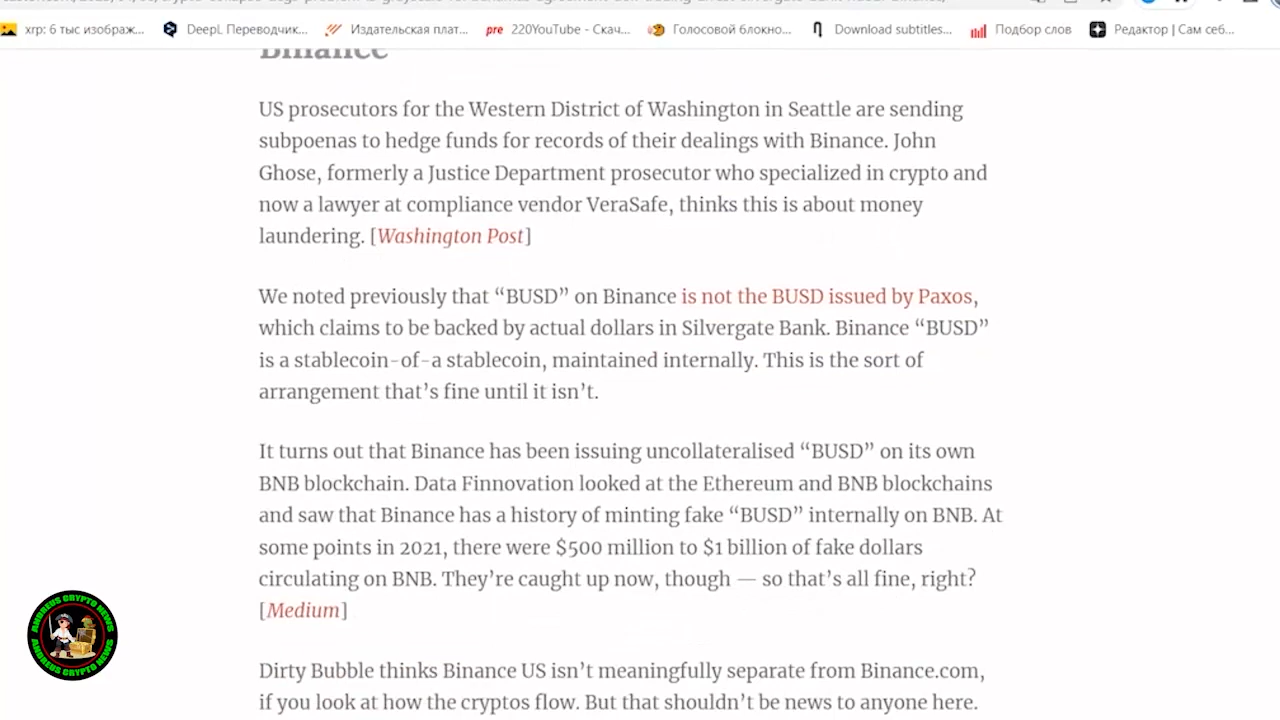 хгр: 6 тыс изображ...
DeepL Переводчик...
Издательская плат...
pre 220YouTube - Скач...
Голосовой блокно...
Download subtitles...
Подбор слов
Редактор | Сам себ...
Binance
US prosecutors for the Western District of Washington in Seattle are sending
subpoenas to hedge funds for records of their dealings with Binance. John
Ghose, formerly a Justice Department prosecutor who specialized in crypto and
now a lawyer at compliance vendor VeraSafe, thinks this is about money
laundering. [Washington Post]
We noted previously that “BUSD” on Binance is not the BUSD issued by Paxos,
which claims to be backed by actual dollars in Silvergate Bank. Binance “BUSD”
is a stablecoin-of-a stablecoin, maintained internally. This is the sort of
arrangement that’s fine until it isn’t.
It turns out that Binance has been issuing uncollateralised “BUSD” on its own
BNB blockchain. Data Finnovation looked at the Ethereum and BNB blockchains
and saw that Binance has a history of minting fake “BUSD” internally on BNB. At
some points in 2021, there were $500 million to $1 billion of fake dollars
circulating on BNB. They’re caught up now, though — so that’s all fine, right?
[Medium]
Dirty Bubble thinks Binance US isn’t meaningfully separate from Binance.com,
if you look at how the cryptos flow. But that shouldn’t be news to anyone here.
ANDREUS CRYPTO NEWS
ANDREUS CRYPTO NEWS